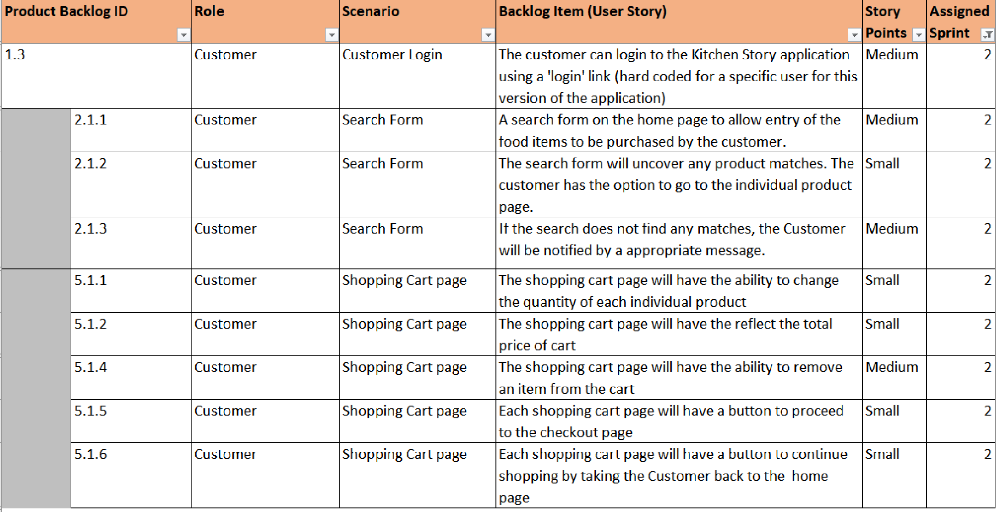 Product Backlog ID Role Scenario Backlog Item (User Story) Story Points Assigned Sprint
1.3 Customer Customer Login The customer can login to the Kitchen Story application Medium 2
using a 'login' link (hard coded for a specific user for this
version of the application)
2.1.1 Customer Search Form A search form on the home page to allow entry of the Medium 2
food items to be purchased by the customer.
2.1.2 Customer Search Form The search form will uncover any product matches. The Small 2
customer has the option to go to the individual product
page.
2.1.3 Customer Search Form If the search does not find any matches, the Customer Medium 2
will be notified by a appropriate message.
5.1.1 Customer Shopping Cart page The shopping cart page will have the ability to change Small 2
the quantity of each individual product
5.1.2 Customer Shopping Cart page The shopping cart page will have the reflect the total Small 2
price of cart
5.1.4 Customer Shopping Cart page The shopping cart page will have the ability to remove Medium 2
an item from the cart
5.1.5 Customer Shopping Cart page Each shopping cart page will have a button to proceed Small 2
to the checkout page
5.1.6 Customer Shopping Cart page Each shopping cart page will have a button to continue Small 2
shopping by taking the Customer back to the  home
page